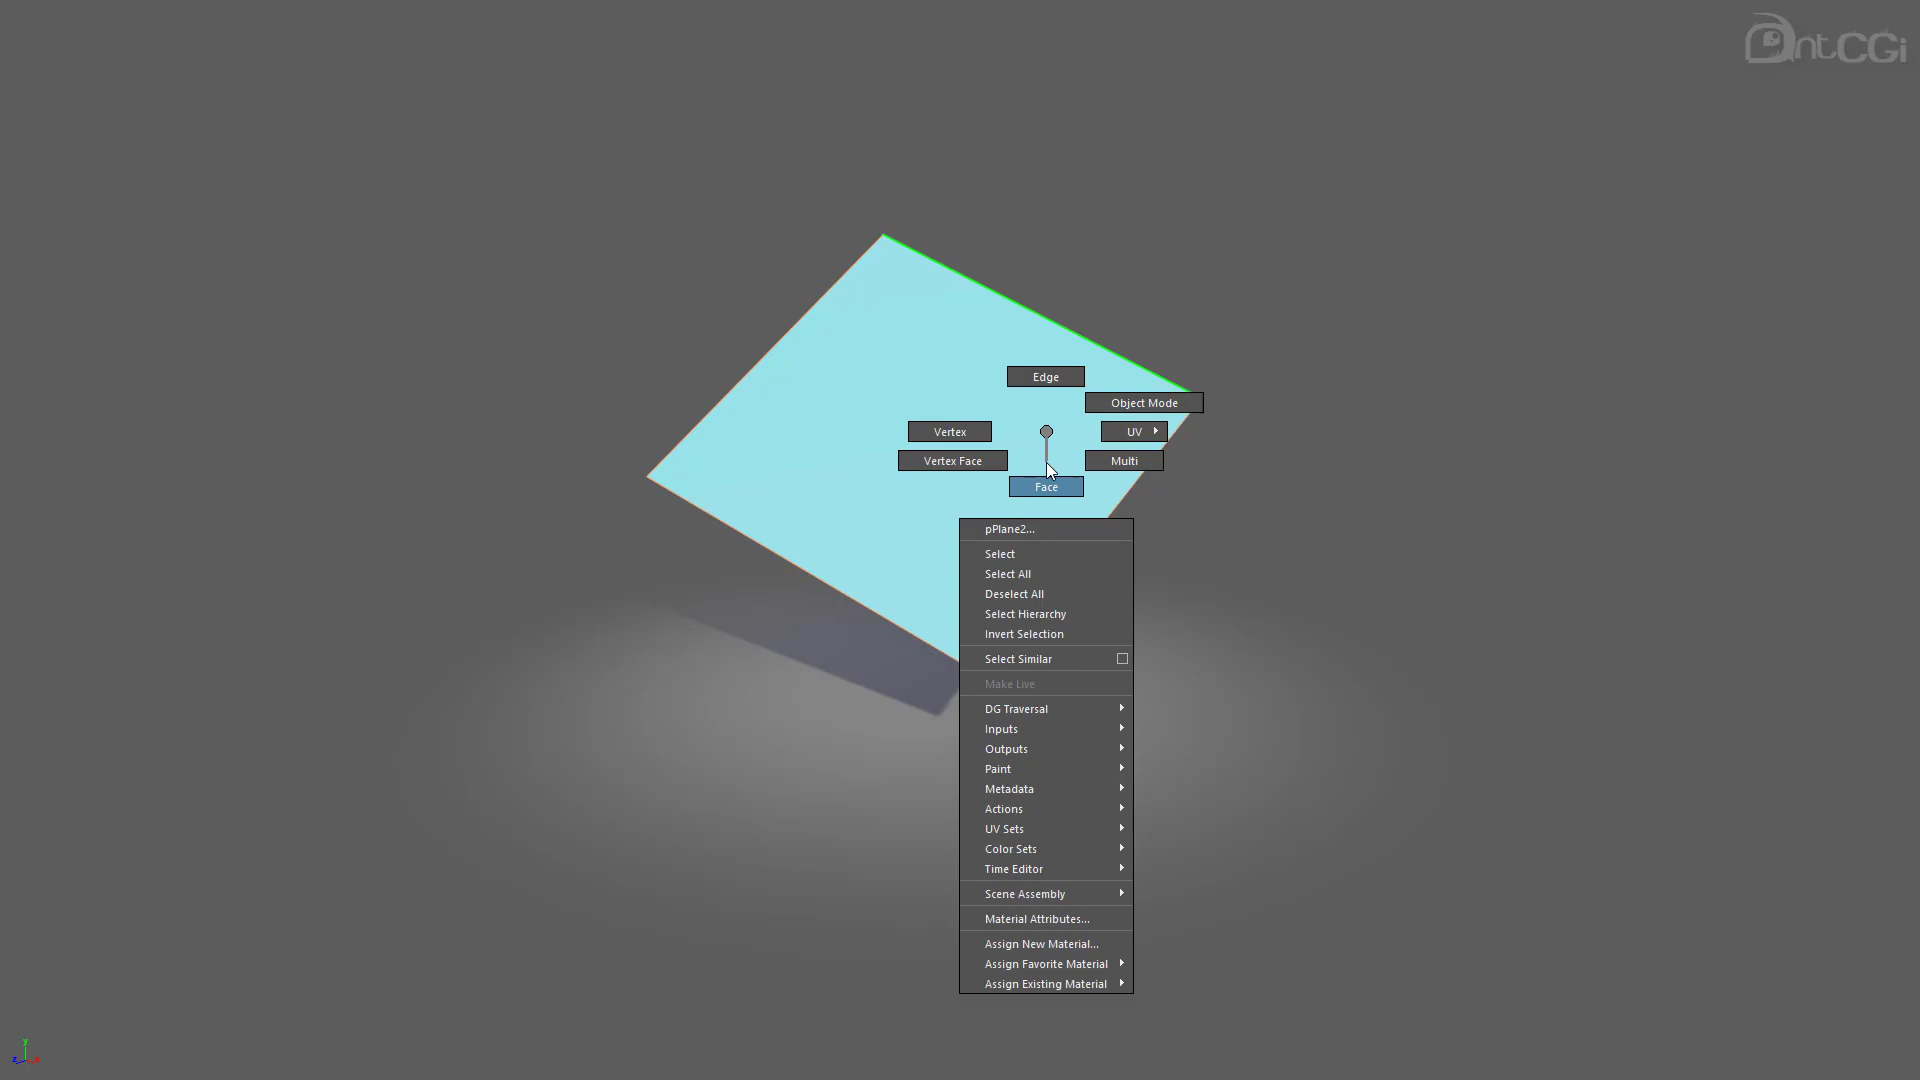 AntCGi
Edge
Object Mode
Vertex
UV
Vertex Face
Multi
Face
pPlane2...
Select
Select All
Deselect All
Select Hierarchy
Invert Selection
Select Similar
Make Live
DG Traversal
Inputs
Outputs
Paint
Metadata
Actions
UV Sets
Color Sets
Time Editor
Scene Assembly
Material Attributes...
Assign New Material...
Assign Favorite Material
Assign Existing Material
y
z x